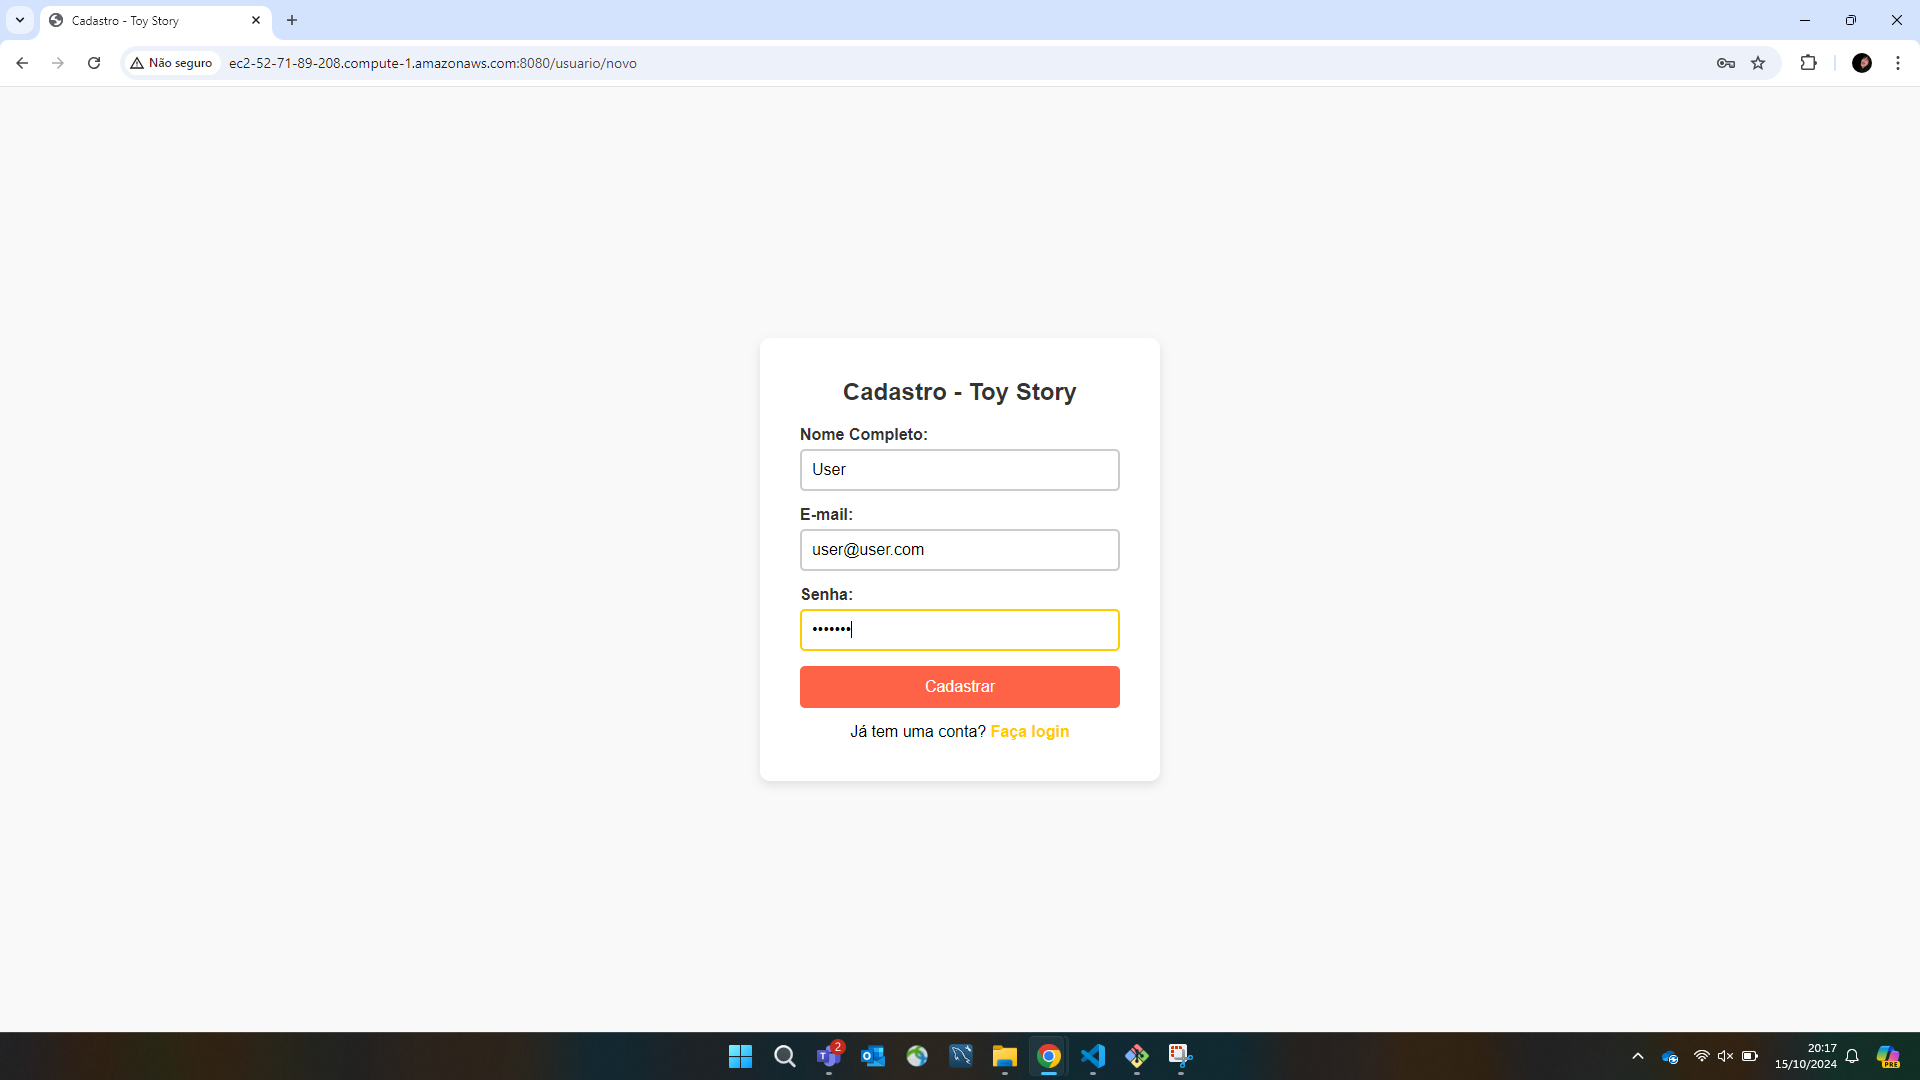 Cadastro - Toy Story
Não seguro
ec2-52-71-89-208.compute-1.amazonaws.com:8080/usuario/novo
Cadastro - Toy Story
Nome Completo:
User
E-mail:
user@user.com
Senha:
•••••••
Cadastrar
Já tem uma conta? Faça login
2
20:17
15/10/2024
PRE